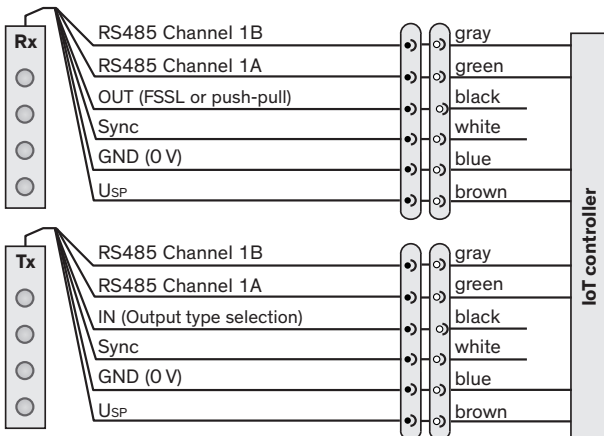 Rx
RS485 Channel 1B gray
RS485 Channel 1A green
OUT (FSSL or push-pull) black
Sync white
GND (0 V) blue
USP brown
IoT controller
Tx
RS485 Channel 1B gray
RS485 Channel 1A green
IN (Output type selection) black
Sync white
GND (0 V) blue
USP brown